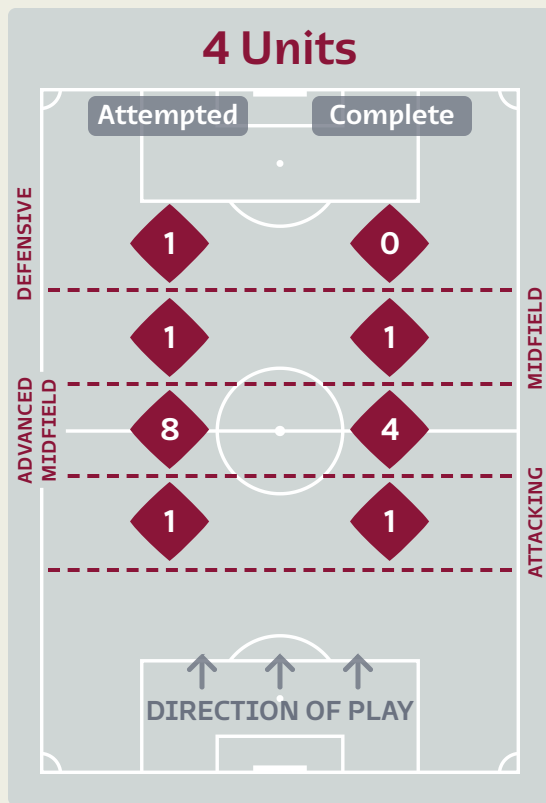 4 Units
Attempted Complete
DEFENSIVE
1 0
MIDFIELD
1 1
ADVANCED
MIDFIELD
8 4
ATTACKING
1 1
DIRECTION OF PLAY